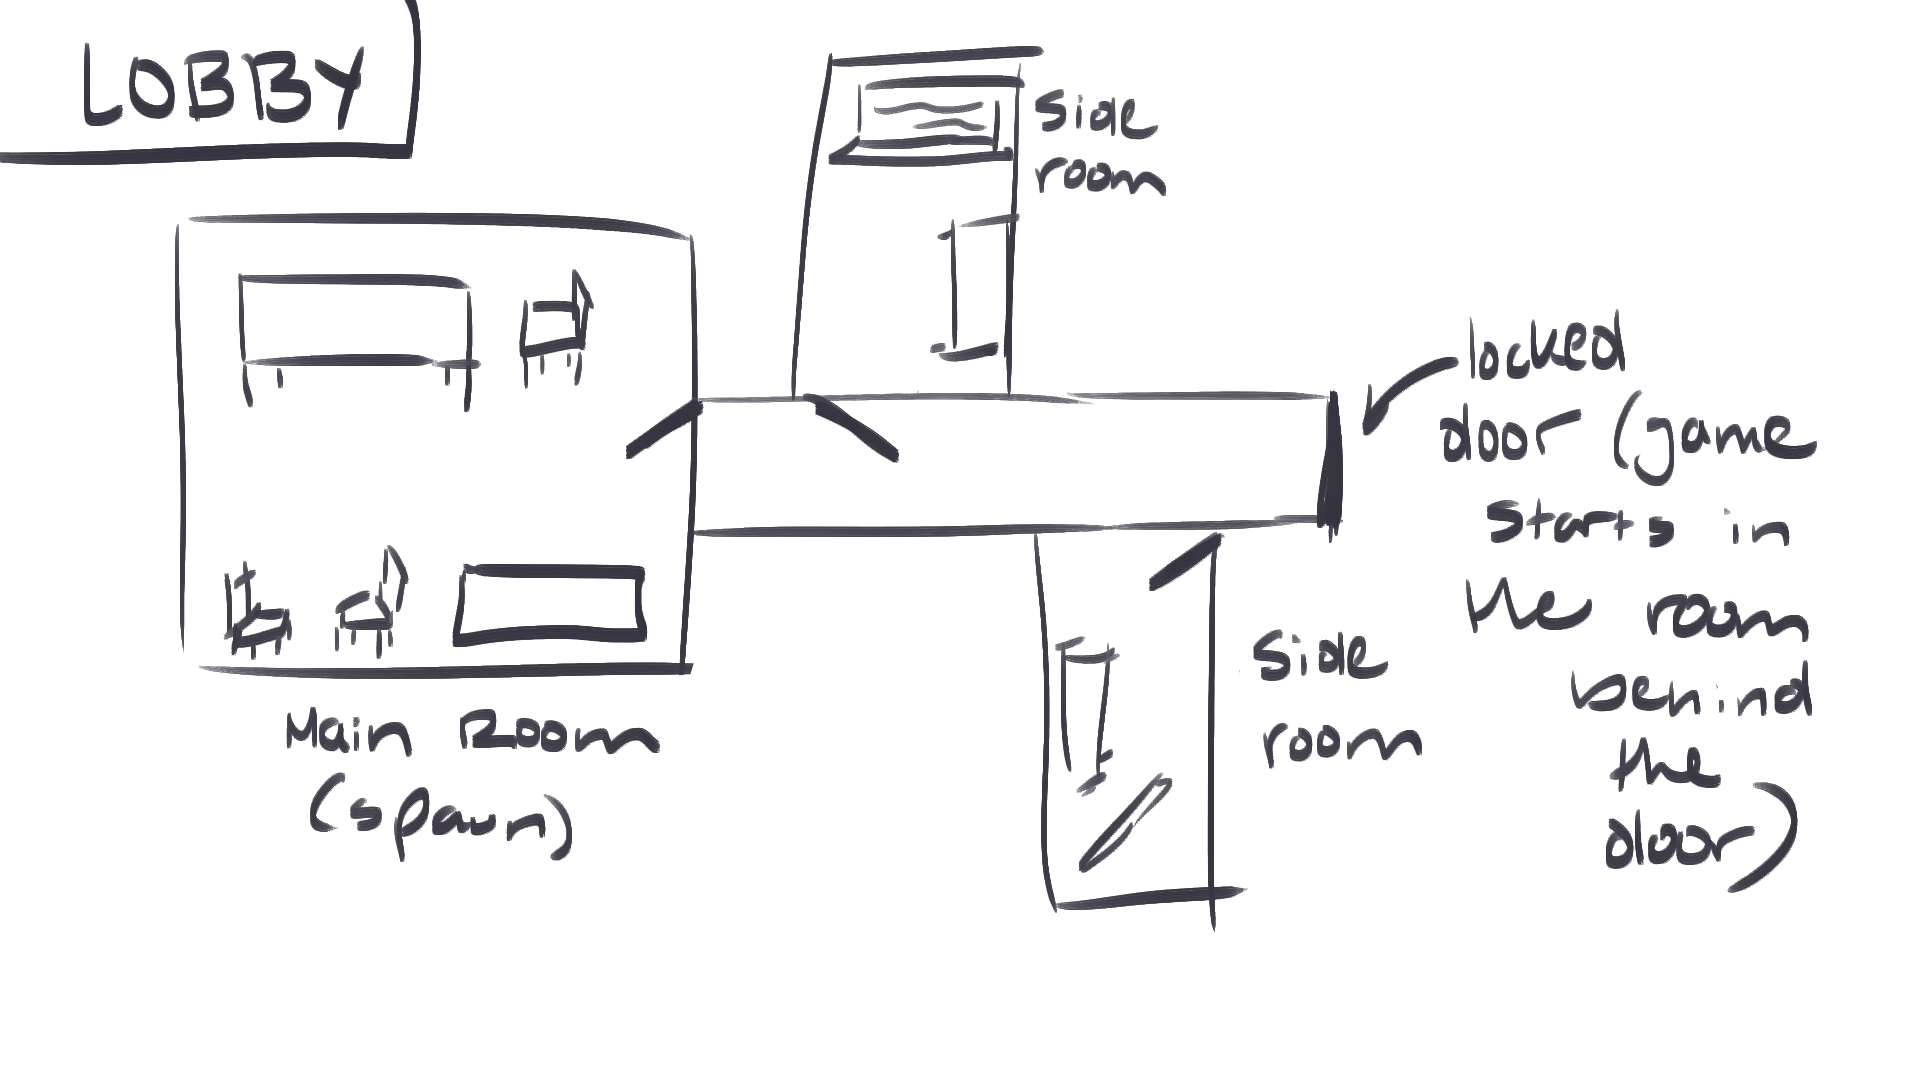 LOBBY
side
room
locked
door (game
starts in
the room
behind
the
door)
side
room
Main Room
(spawn)